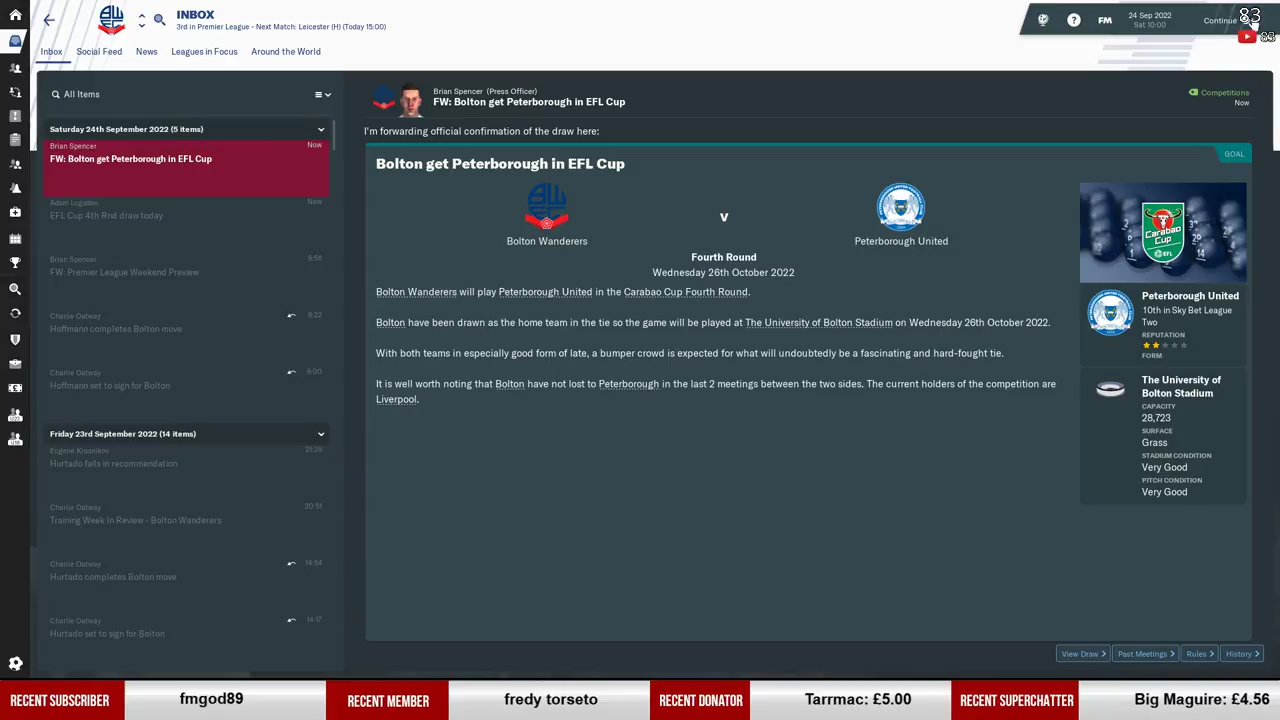 INBOX
3rd in Premier League - Next Match: Leicester (H) (Today 15:00)
FM
24 Sep 2022
Sat 10:00
Continue
83
Inbox
Social Feed
News
Leagues in Focus
Around the World
All Items
Saturday 24th September 2022 (5 items)
Brian Spencer
Now
FW: Bolton get Peterborough in EFL Cup
Now
EFL Cup 4th Rnd draw today
Brian Spencer
9:56
FW: Premier League Weekend Preview
Charlie Oatway
9:22
Hoffmann completes Bolton move
Charlie Oatway
9:00
Hoffmann set to sign for Bolton
Friday 23rd September 2022 (14 items)
Eugene Krasnikov
21:29
Hurtado falls in recommendation
Charlie Oatway
20:51
Training Week In Review - Bolton Wanderers
Charlie Oatway
14:54
Hurtado completes Bolton move
Charlie Oatway
14:17
Hurtado set to sign for Bolton
Brian Spencer (Press Officer)
FW: Bolton get Peterborough in EFL Cup
Competitions
Now
I'm forwarding official confirmation of the draw here:
GOAL
Bolton get Peterborough in EFL Cup
v
Bolton Wanderers
Peterborough United
Fourth Round
Wednesday 26th October 2022
Bolton Wanderers will play Peterborough United in the Carabao Cup Fourth Round.
Bolton have been drawn as the home team in the tie so the game will be played at The University of Bolton Stadium on Wednesday 26th October 2022.
With both teams in especially good form of late, a bumper crowd is expected for what will undoubtedly be a fascinating and hard-fought tie.
It is well worth noting that Bolton have not lost to Peterborough in the last 2 meetings between the two sides. The current holders of the competition are
Liverpool.
Carabao
Cup
EFL
Peterborough United
10th in Sky Bet League
Two
REPUTATION
FORM
The University of
Bolton Stadium
CAPACITY
28,723
SURFACE
Grass
STADIUM CONDITION
Very Good
PITCH CONDITION
Very Good
View Draw
Past Meetings
Rules
History
RECENT SUBSCRIBER
fmgod89
RECENT MEMBER
fredy torseto
RECENT DONATOR
Tarrmac: £5.00
RECENT SUPERCHATTER
Big Maguire: £4.56